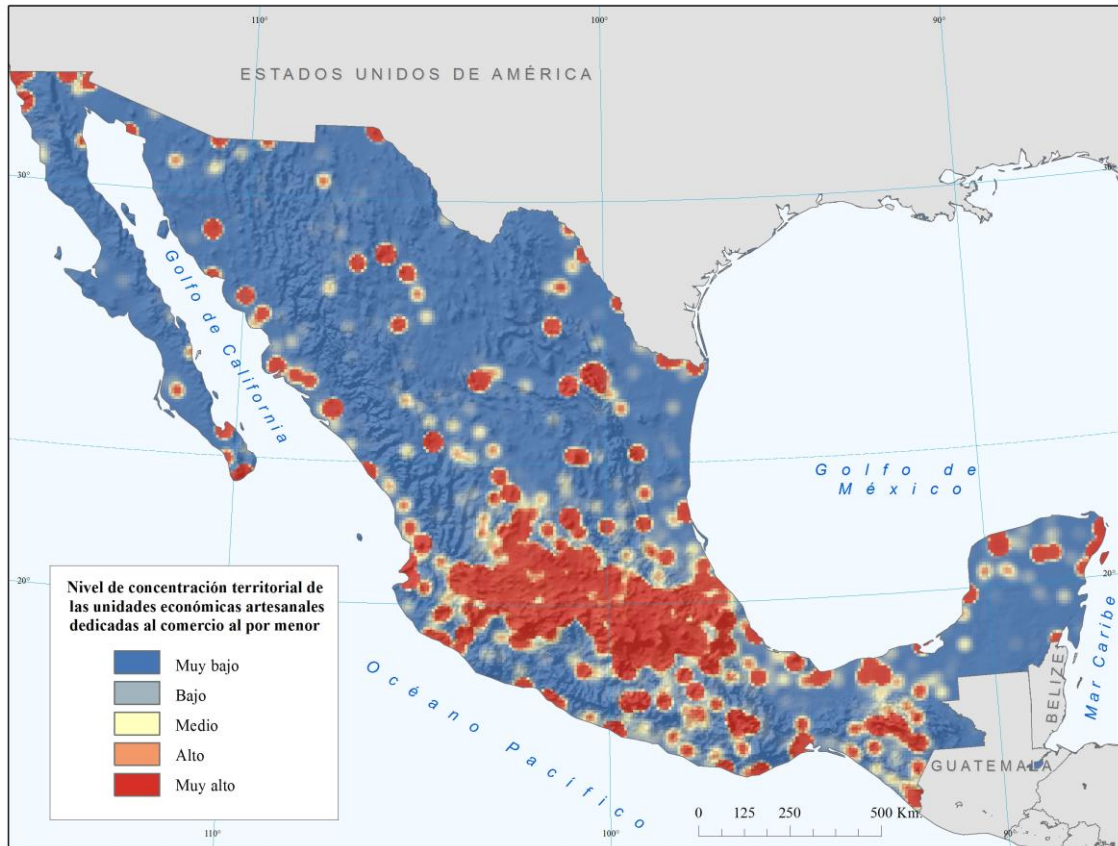 110°
100°
90°
ESTADOS UNIDOS DE AMÉRICA
30°
30°
Golfo de California
Golfo de
México
20°
20°
Mar Caribe
BELIZE
GUATEMALA
Océano Pacífico
Nivel de concentración territorial de
las unidades económicas artesanales
dedicadas al comercio al por menor
Muy bajo
Bajo
Medio
Alto
Muy alto
0 125 250 500 Km.
110°
100°
90°